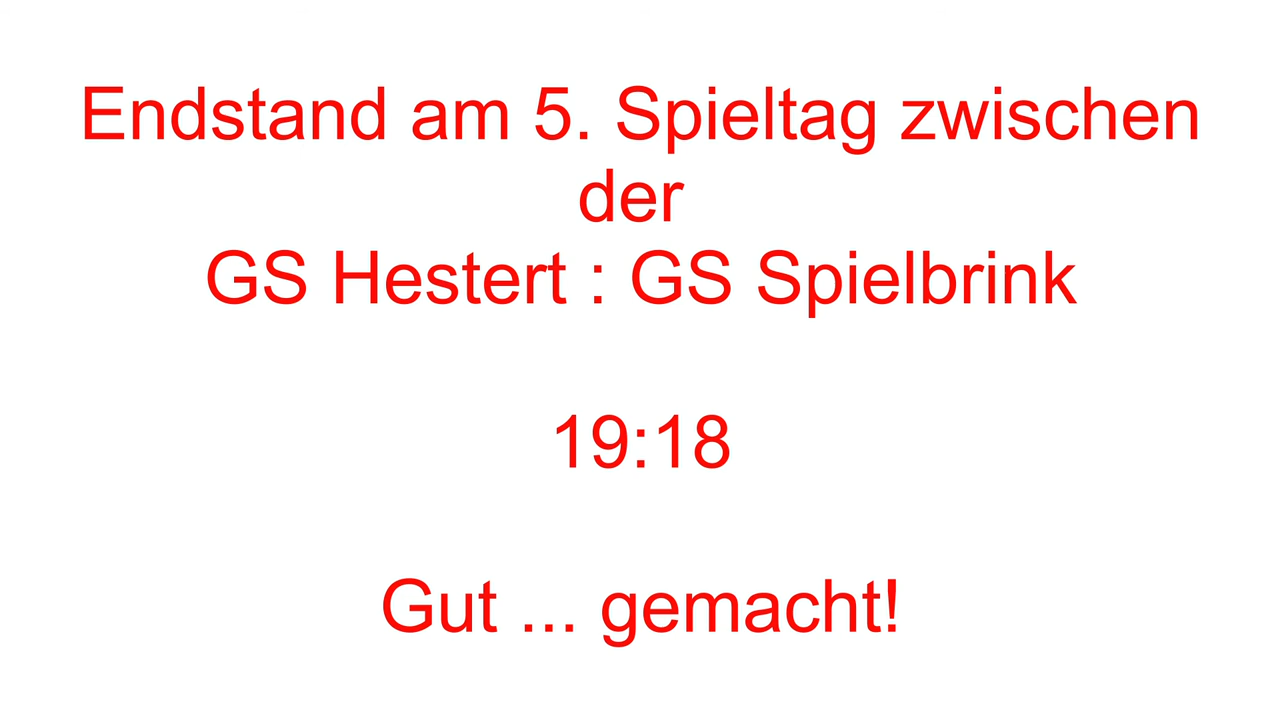 Endstand am 5. Spieltag zwischen
der
GS Hestert : GS Spielbrink
19:18
Gut ... gemacht!